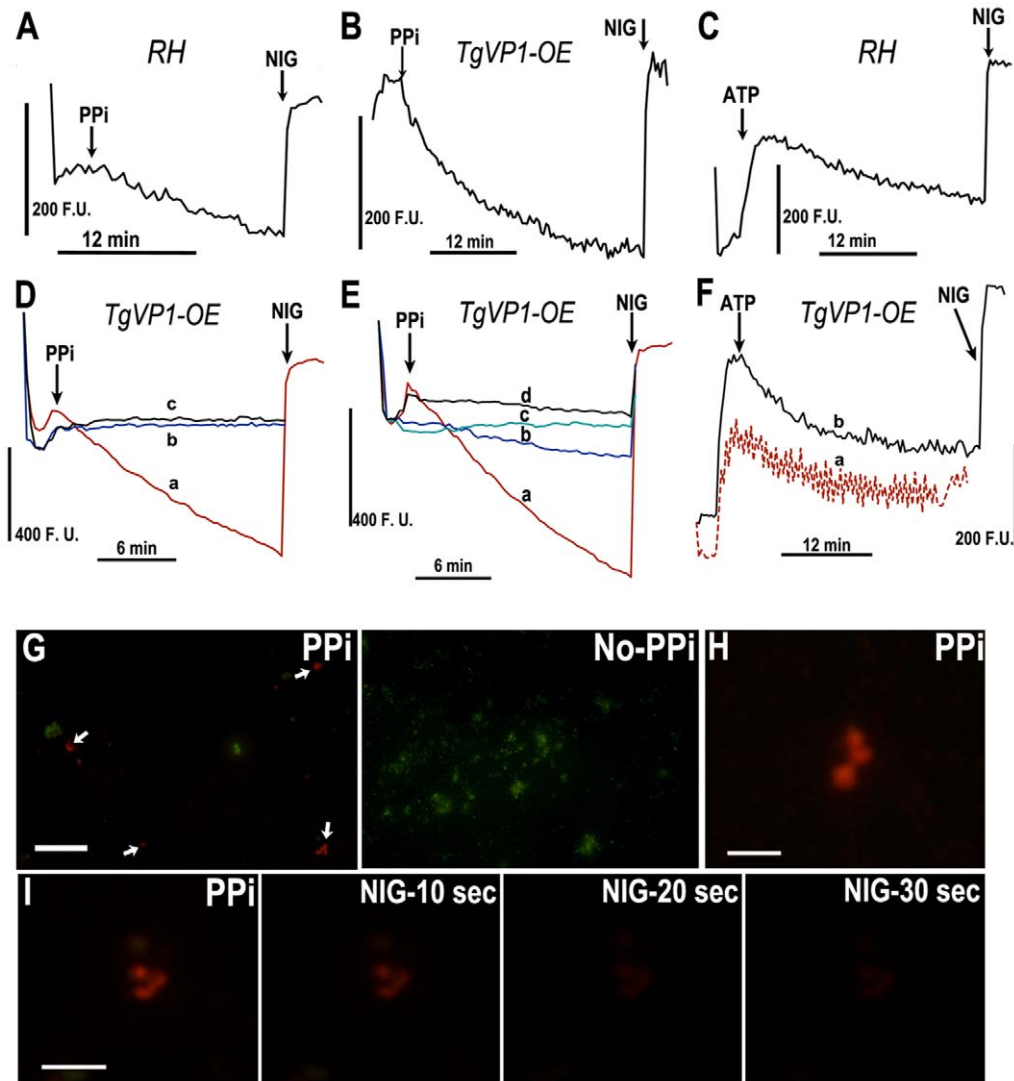 A
RH
PPi
NIG
200 F.U.
12 min
B
TgVP1-OE
PPi
NIG
200 F.U.
12 min
C
RH
ATP
NIG
200 F.U.
12 min
D
TgVP1-OE
PPi
NIG
c
b
a
400 F. U.
6 min
E
TgVP1-OE
PPi
NIG
d
c
b
a
400 F. U.
6 min
F
TgVP1-OE
ATP
NIG
b
a
12 min
200 F.U.
G
PPi
No-PPi
H
PPi
I
PPi
NIG-10 sec
NIG-20 sec
NIG-30 sec